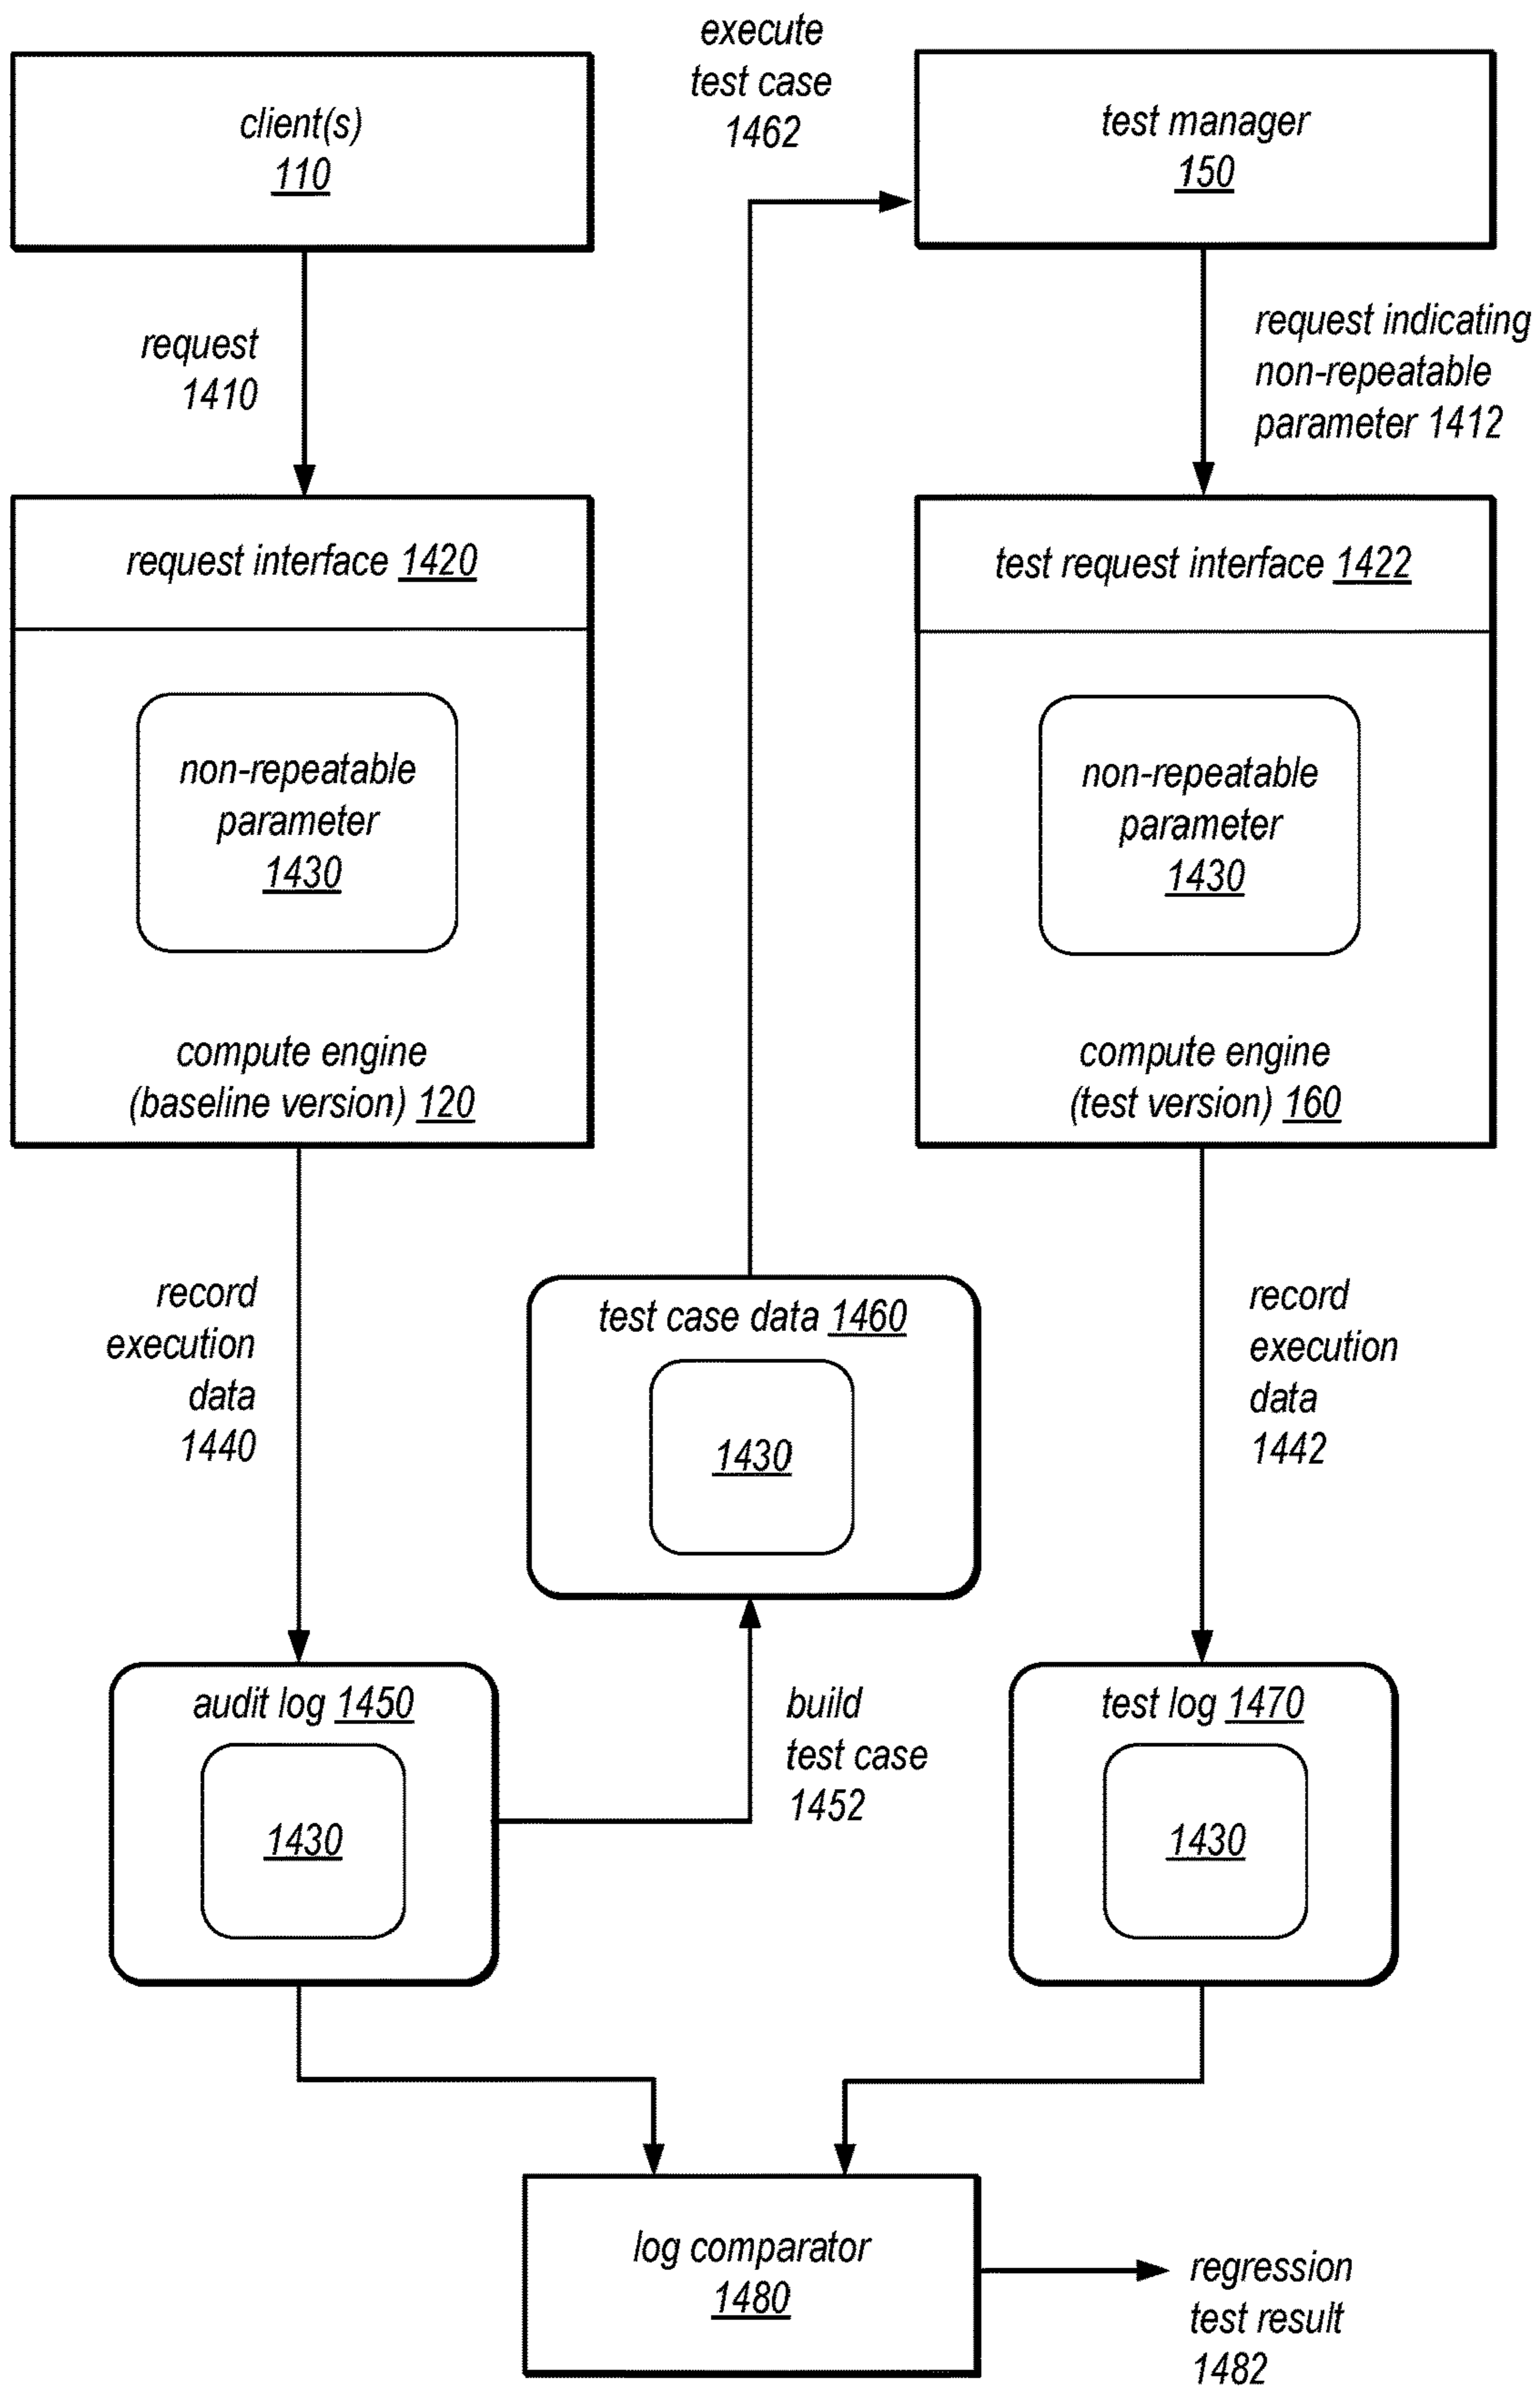 execute
test case
1462
client(s)
110
test manager
150
request
1410
request indicating
non-repeatable
parameter 1412
request interface 1420
non-repeatable
parameter
1430
compute engine
(baseline version) 120
test request interface 1422
non-repeatable
parameter
1430
compute engine
(test version) 160
record
execution
data
1440
test case data 1460
1430
record
execution
data
1442
audit log 1450
1430
build
test case
1452
test log 1470
1430
log comparator
1480
regression
test result
1482